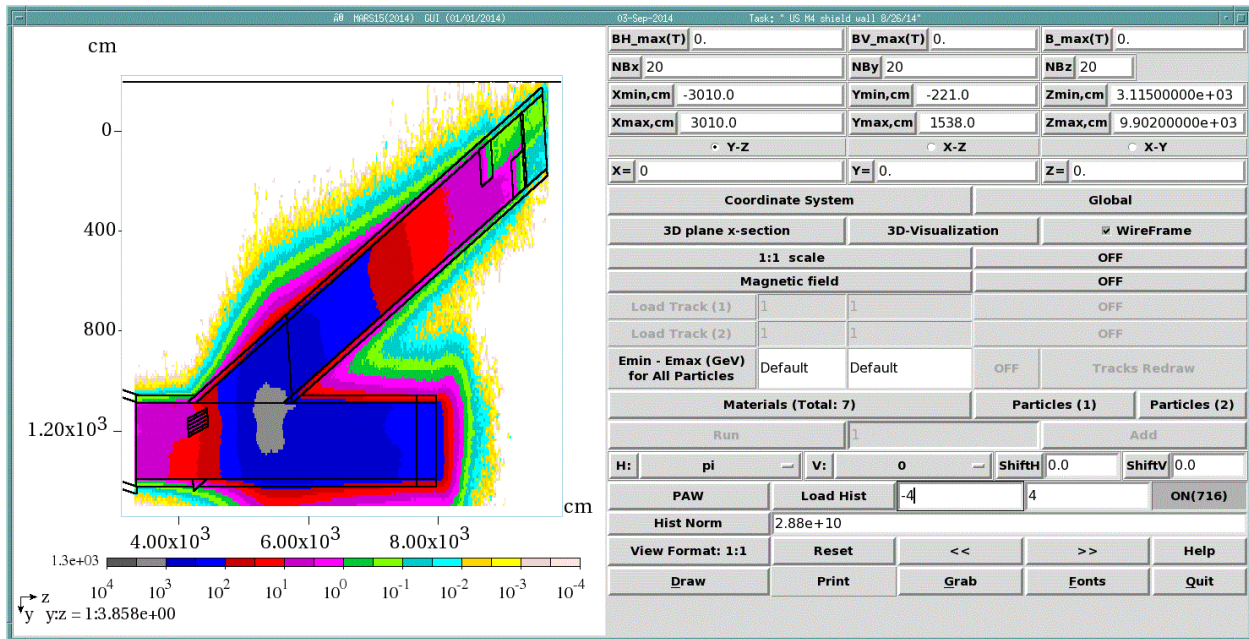 MARS15(2014) GUI (01/01/2014) 03-Sep-2014 Task: " US M4 shield wall 8/26/14"
cm
0
400
800
1.20x10³
cm
4.00x10³ 6.00x10³ 8.00x10³
1.3e+03
10⁴ 10³ 10² 10¹ 10⁰ 10⁻¹ 10⁻² 10⁻³ 10⁻⁴
z
y y:z = 1:3.858e+00
BH_max(T) 0. BV_max(T) 0. B_max(T) 0.
NBx 20 NBy 20 NBz 20
Xmin,cm -3010.0 Ymin,cm -221.0 Zmin,cm 3.11500000e+03
Xmax,cm 3010.0 Ymax,cm 1538.0 Zmax,cm 9.90200000e+03
Y-Z X-Z X-Y
X= 0 Y= 0. Z= 0.
Coordinate System Global
3D plane x-section 3D-Visualization WireFrame
1:1 scale OFF
Magnetic field OFF
Load Track (1) 1 1 OFF
Load Track (2) 1 1 OFF
Emin - Emax (GeV)
for All Particles Default Default OFF Tracks Redraw
Materials (Total: 7) Particles (1) Particles (2)
Run 1 Add
H: pi V: 0 ShiftH 0.0 ShiftV 0.0
PAW Load Hist -4 4 ON(716)
Hist Norm 2.88e+10
View Format: 1:1 Reset << >> Help
Draw Print Grab Fonts Quit